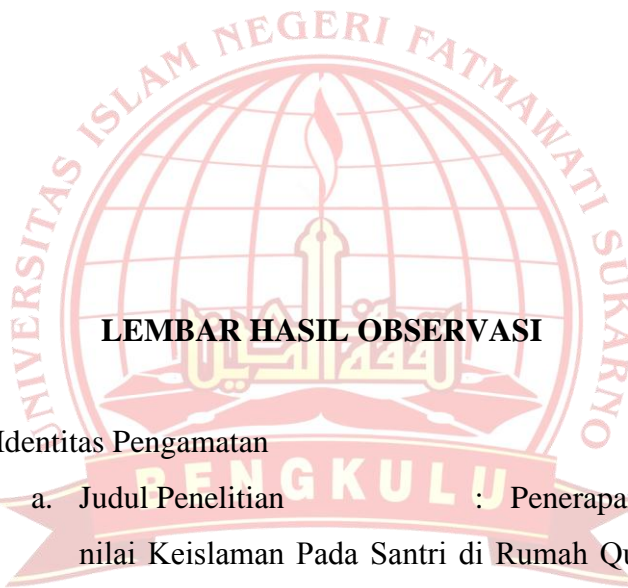 UNIVERSITAS ISLAM NEGERI FATMAWATI SUKARNO
LEMBAR HASIL OBSERVASI
Identitas Pengamatan
BENGKULU
a. Judul Penelitian : Penerapa
nilai Keislaman Pada Santri di Rumah Qu